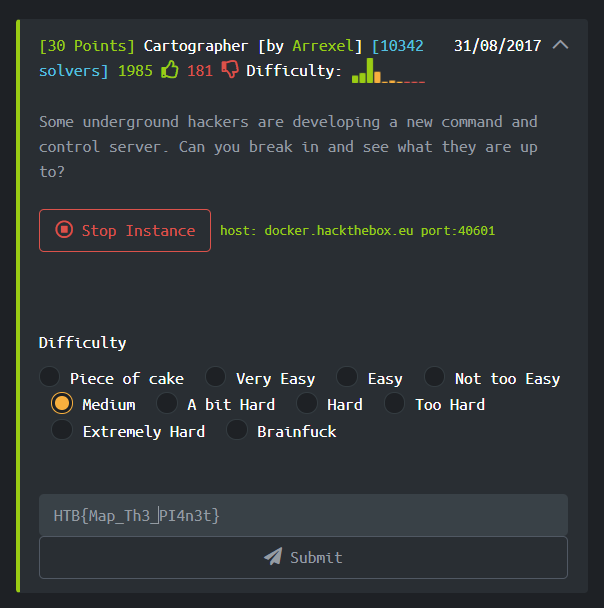 [30 Points] Cartographer [by Arrexel] [10342 31/08/2017
solvers] 1985 181 Difficulty:
Some underground hackers are developing a new command and
control server. Can you break in and see what they are up
to?
Stop Instance host: docker.hackthebox.eu port:40601
Difficulty
Piece of cake Very Easy Easy Not too Easy
Medium A bit Hard Hard Too Hard
Extremely Hard Brainfuck
HTB{Map_Th3_PI4n3t}
Submit